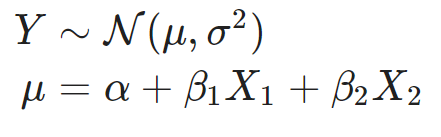 Y ∼ 𝒩(μ, σ²)
μ = α + β₁X₁ + β₂X₂